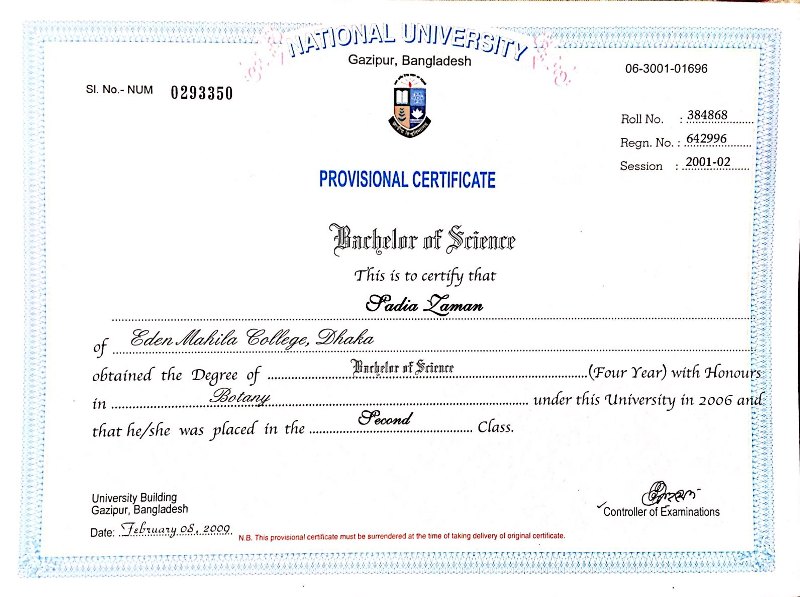 NATIONAL UNIVERSITY
Gazipur, Bangladesh
06-3001-01696
Sl. No.- NUM 0293350
Roll No. : 384868
Regn. No. : 642996
Session : 2001-02
PROVISIONAL CERTIFICATE
Bachelor of Science
This is to certify that
Sadia Zaman
of Eden Mahila College, Dhaka
obtained the Degree of Bachelor of Science (Four Year) with Honours
in Botany under this University in 2006 and
that he/she was placed in the Second Class.
University Building
Gazipur, Bangladesh
Controller of Examinations
Date: February 08, 2009
N.B. This provisional certificate must be surrendered at the time of taking delivery of original certificate.